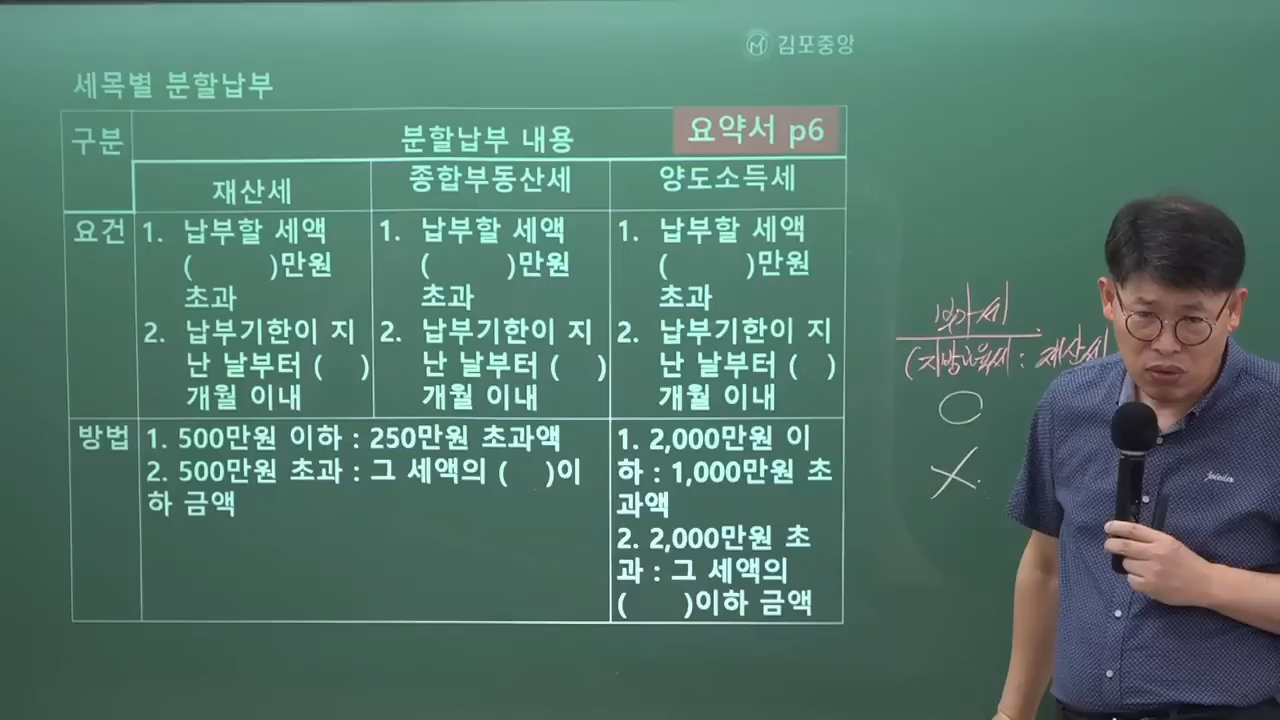 김포중앙
세목별 분할납부
구분
분할납부 내용
요약서 p6
재산세
종합부동산세
양도소득세
요건
1. 납부할 세액
( )만원
초과
2. 납부기한이 지
난 날부터 ( )
개월 이내
1. 납부할 세액
( )만원
초과
2. 납부기한이 지
난 날부터 ( )
개월 이내
1. 납부할 세액
( )만원
초과
2. 납부기한이 지
난 날부터 ( )
개월 이내
방법
1. 500만원 이하 : 250만원 초과액
2. 500만원 초과 : 그 세액의 ( )이
하 금액
1. 2,000만원 이
하 : 1,000만원 초
과액
2. 2,000만원 초
과 : 그 세액의
( )이하 금액
(지방교육세 : 재산세
○
×